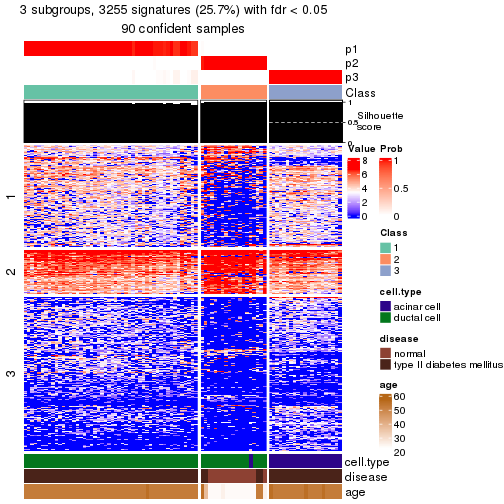 3 subgroups, 3255 signatures (25.7%) with fdr < 0.05
90 confident samples
p1
p2
p3
Class
1
0.5
0
Silhouette
score
1
2
3
cell.type
disease
age
Value
8
6
4
2
0
Prob
1
0.5
0
Class
1
2
3
cell.type
acinar cell
ductal cell
disease
normal
type II diabetes mellitus
age
60
50
40
30
20